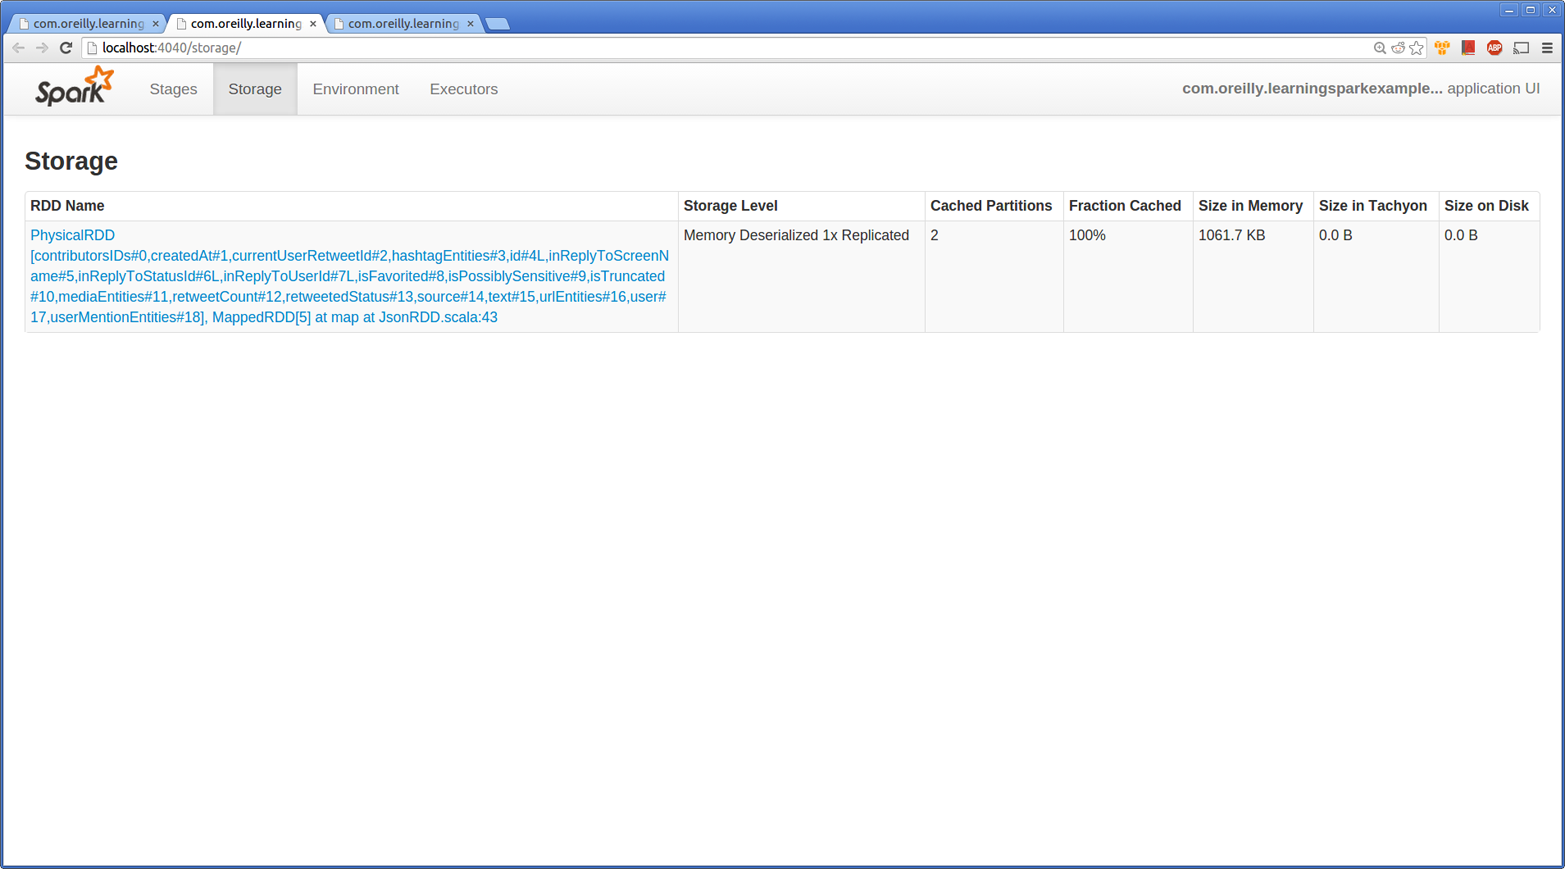 com.oreilly.learning
com.oreilly.learning
com.oreilly.learning
localhost:4040/storage/
ABP
Spark
Stages
Storage
Environment
Executors
com.oreilly.learningsparkexample... application UI
Storage
RDD Name
Storage Level
Cached Partitions
Fraction Cached
Size in Memory
Size in Tachyon
Size on Disk
PhysicalRDD
[contributorsIDs#0,createdAt#1,currentUserRetweetId#2,hashtagEntities#3,id#4L,inReplyToScreenN
ame#5,inReplyToStatusId#6L,inReplyToUserId#7L,isFavorited#8,isPossiblySensitive#9,isTruncated
#10,mediaEntities#11,retweetCount#12,retweetedStatus#13,source#14,text#15,urlEntities#16,user#
17,userMentionEntities#18], MappedRDD[5] at map at JsonRDD.scala:43
Memory Deserialized 1x Replicated
2
100%
1061.7 KB
0.0 B
0.0 B